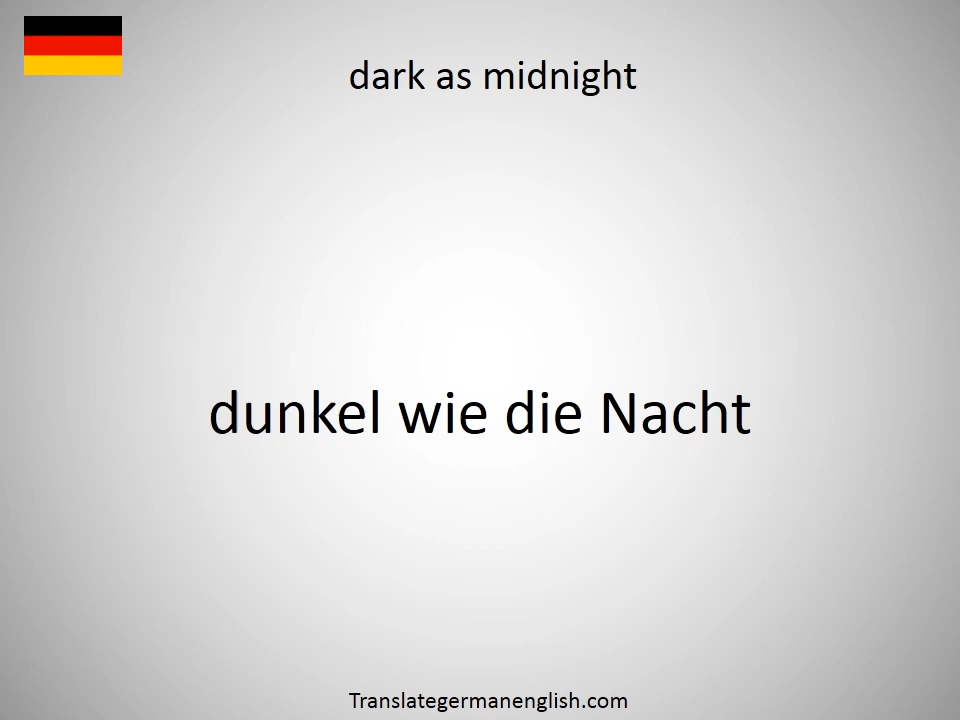 dark as midnight
dunkel wie die Nacht
Translategermanenglish.com